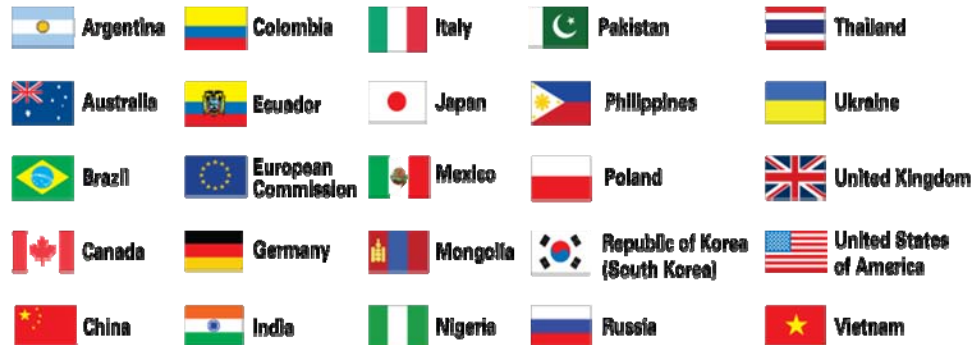 Argentina
Colombia
Italy
Pakistan
Thailand
Australia
Ecuador
Japan
Philippines
Ukraine
Brazil
European
Commission
Mexico
Poland
United Kingdom
Canada
Germany
Mongolia
Republic of Korea
(South Korea)
United States
of America
China
India
Nigeria
Russia
Vietnam